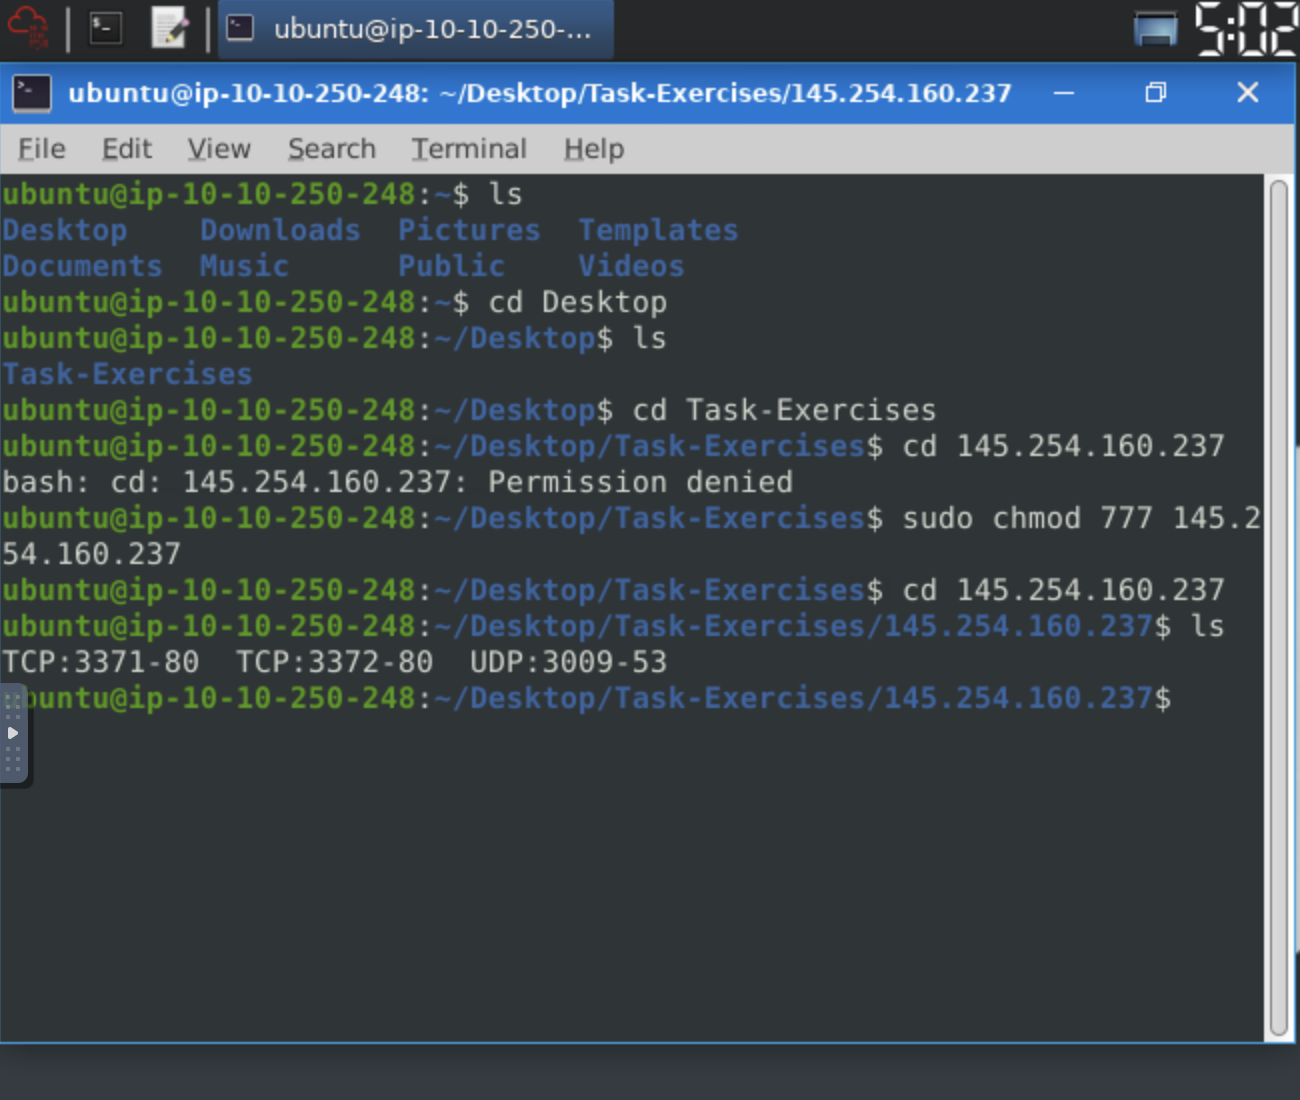 ubuntu@ip-10-10-250-...
5:02
ubuntu@ip-10-10-250-248: ~/Desktop/Task-Exercises/145.254.160.237
File Edit View Search Terminal Help
ubuntu@ip-10-10-250-248:~$ ls
Desktop    Downloads  Pictures  Templates
Documents  Music      Public    Videos
ubuntu@ip-10-10-250-248:~$ cd Desktop
ubuntu@ip-10-10-250-248:~/Desktop$ ls
Task-Exercises
ubuntu@ip-10-10-250-248:~/Desktop$ cd Task-Exercises
ubuntu@ip-10-10-250-248:~/Desktop/Task-Exercises$ cd 145.254.160.237
bash: cd: 145.254.160.237: Permission denied
ubuntu@ip-10-10-250-248:~/Desktop/Task-Exercises$ sudo chmod 777 145.2
54.160.237
ubuntu@ip-10-10-250-248:~/Desktop/Task-Exercises$ cd 145.254.160.237
ubuntu@ip-10-10-250-248:~/Desktop/Task-Exercises/145.254.160.237$ ls
TCP:3371-80  TCP:3372-80  UDP:3009-53
ubuntu@ip-10-10-250-248:~/Desktop/Task-Exercises/145.254.160.237$